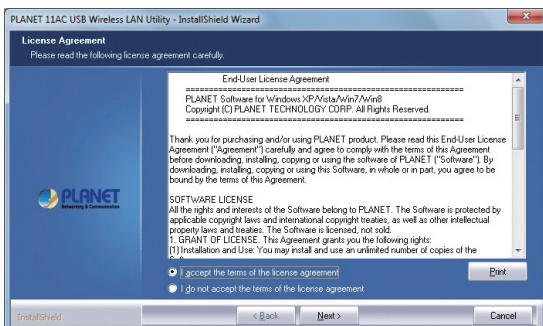 PLANET 11AC USB Wireless LAN Utility - InstallShield Wizard
License Agreement
Please read the following license agreement carefully.
End-User License Agreement
===============================================
PLANET Software for Windows XP/Vista/Win7/Win8
Copyright (C) PLANET TECHNOLOGY CORP. All Rights Reserved.
===============================================
Thank you for purchasing and/or using PLANET product. Please read this End-User License
Agreement ("Agreement") carefully and agree to comply with the terms of this Agreement
before downloading, installing, copying or using the software of PLANET ("Software"). By
downloading, installing, copying or using this Software, in whole or in part, you agree to be
bound by the terms of this Agreement.
SOFTWARE LICENSE
All the rights and interests of the Software belong to PLANET. The Software is protected by
applicable copyright laws and international copyright treaties, as well as other intellectual
property laws and treaties. The Software is licensed, not sold.
1. GRANT OF LICENSE. This Agreement grants you the following rights:
(1) Installation and Use: You may install and use an unlimited number of copies of the
PLANET
Networking & Communication
I accept the terms of the license agreement
Print
I do not accept the terms of the license agreement
InstallShield
< Back
Next >
Cancel